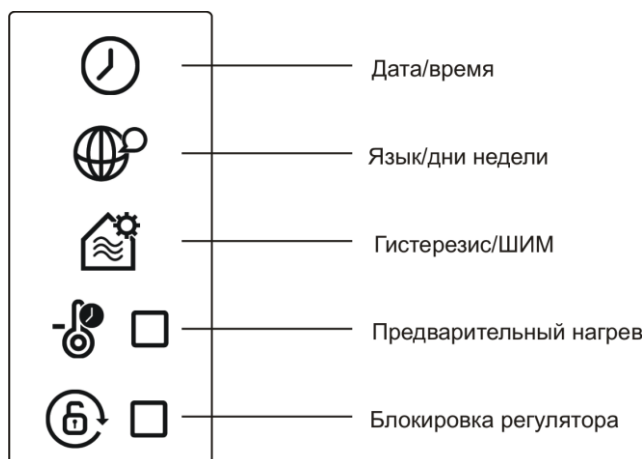 Дата/время
Язык/дни недели
Гистерезис/ШИМ
Предварительный нагрев
Блокировка регулятора